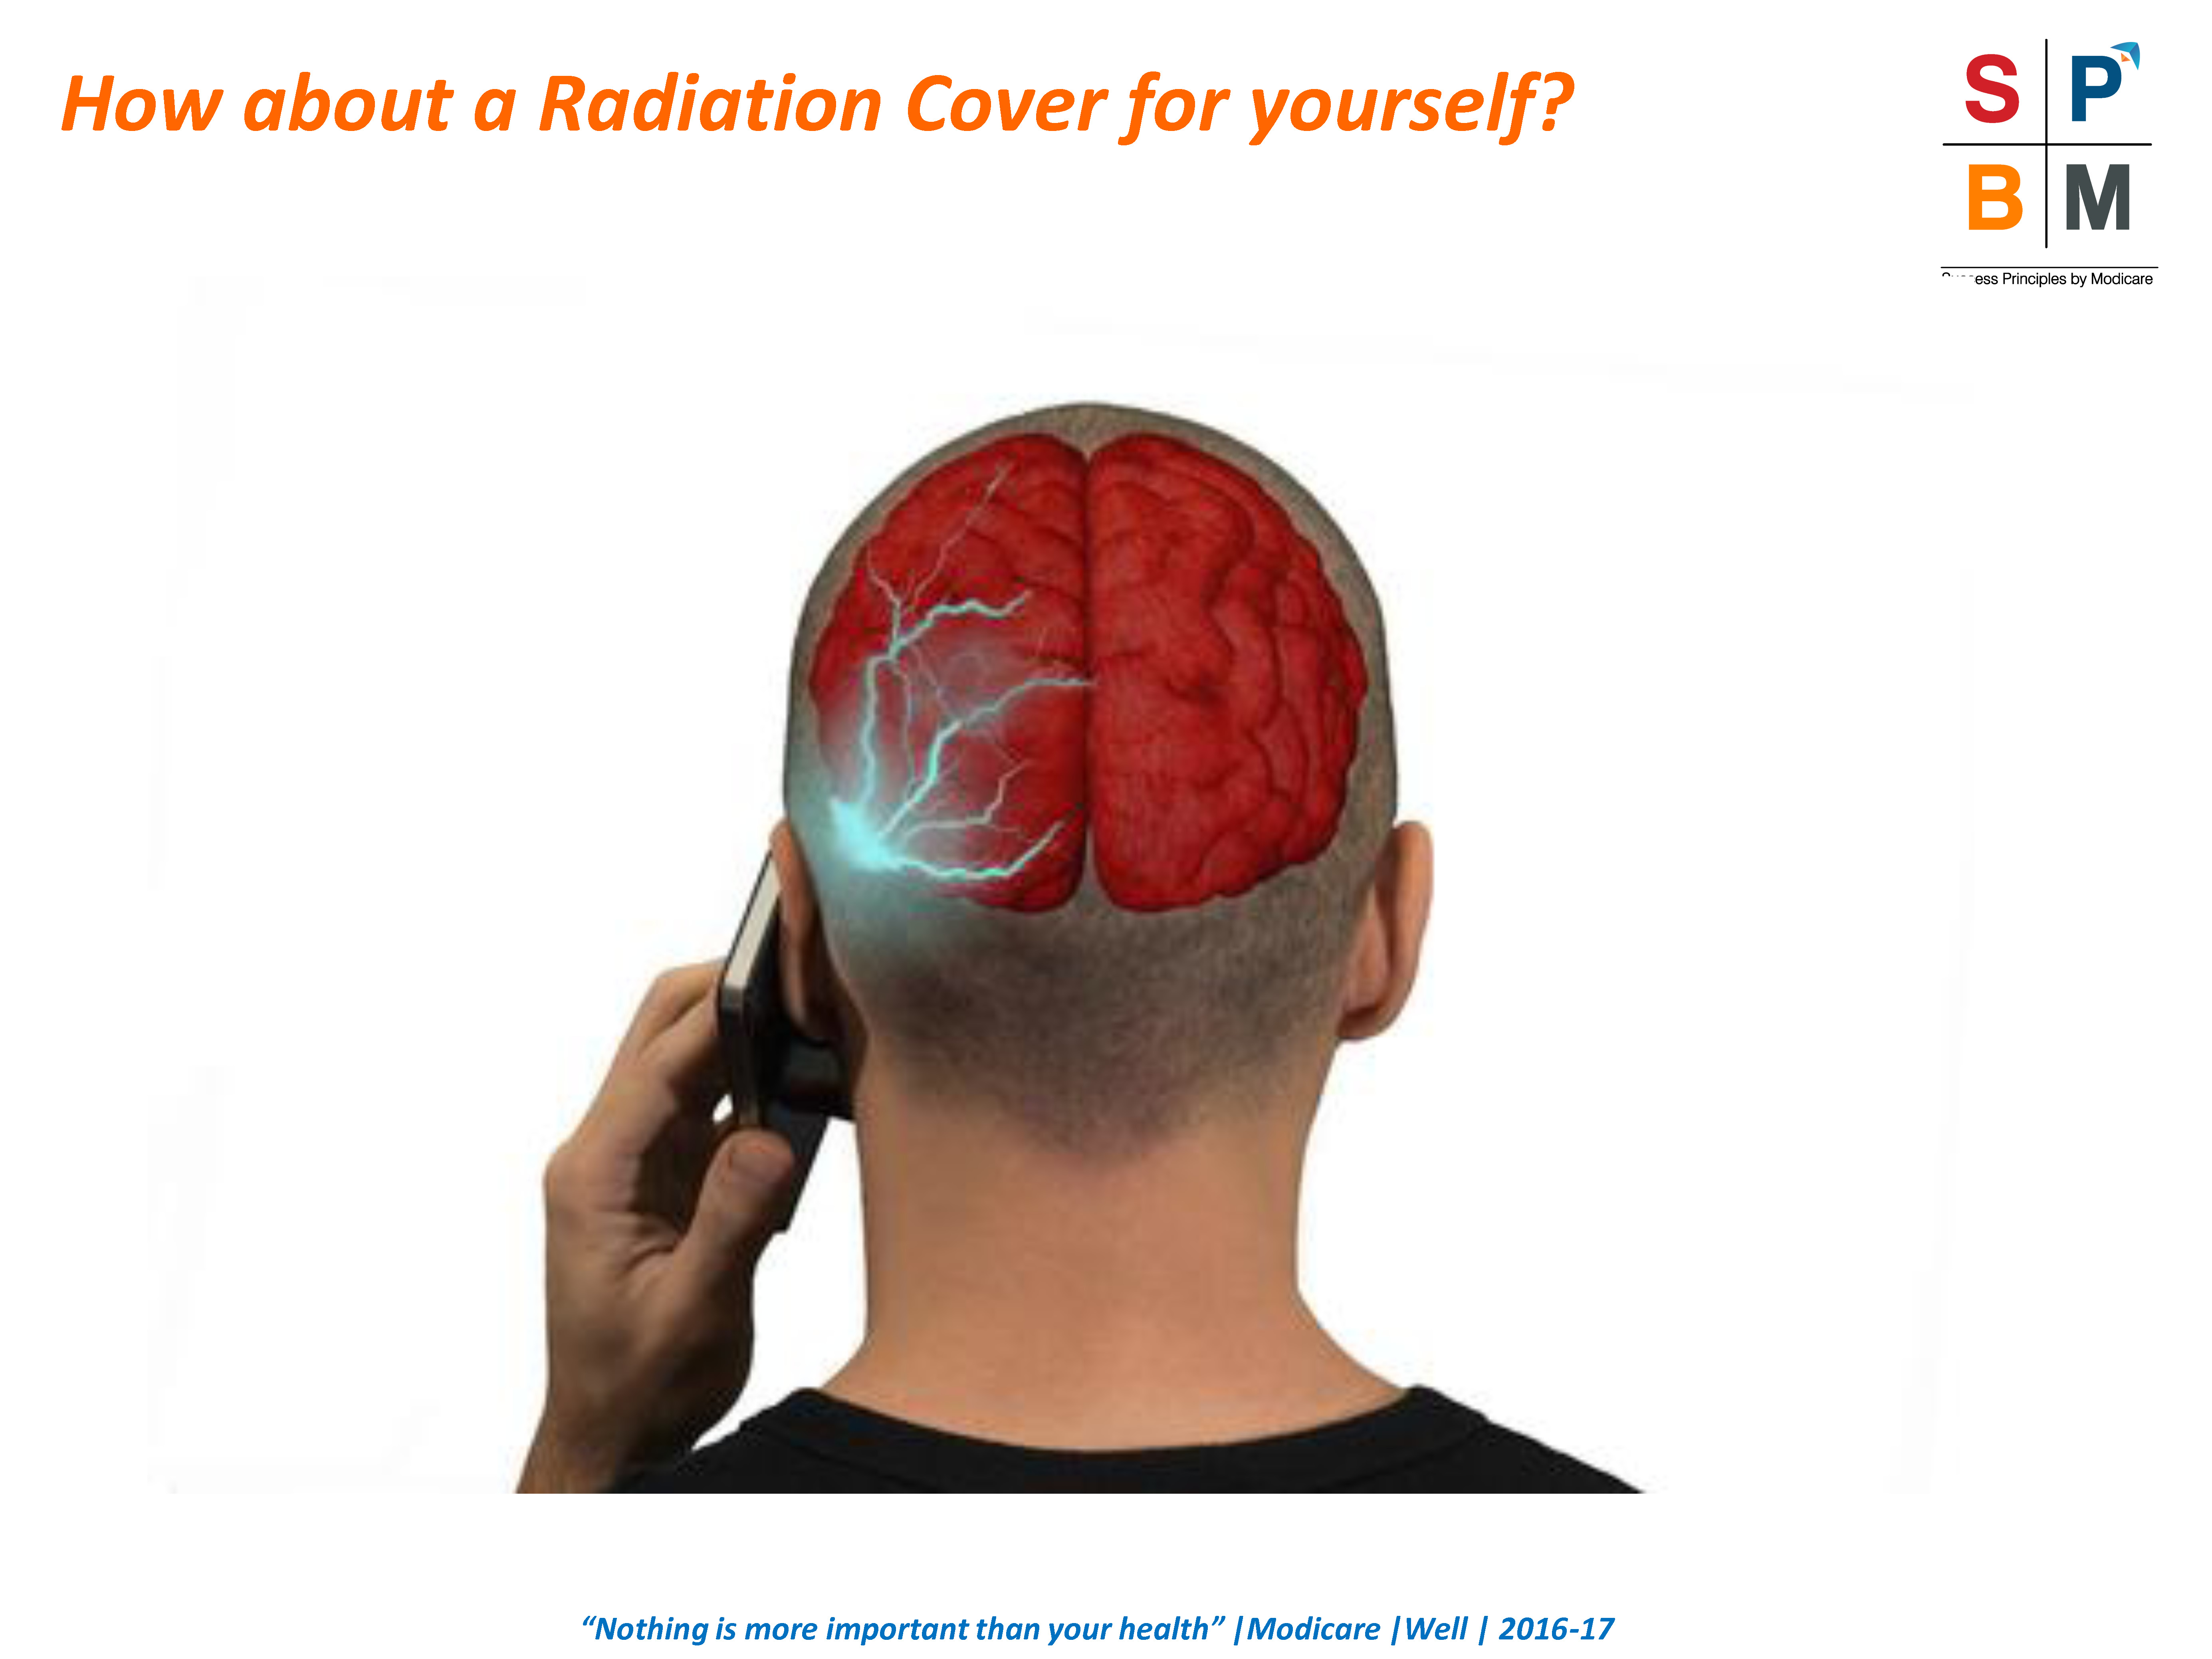 How about a Radiation Cover for yourself?
S P
B M
ess Principles by Modicare
“Nothing is more important than your health” |Modicare |Well | 2016-17